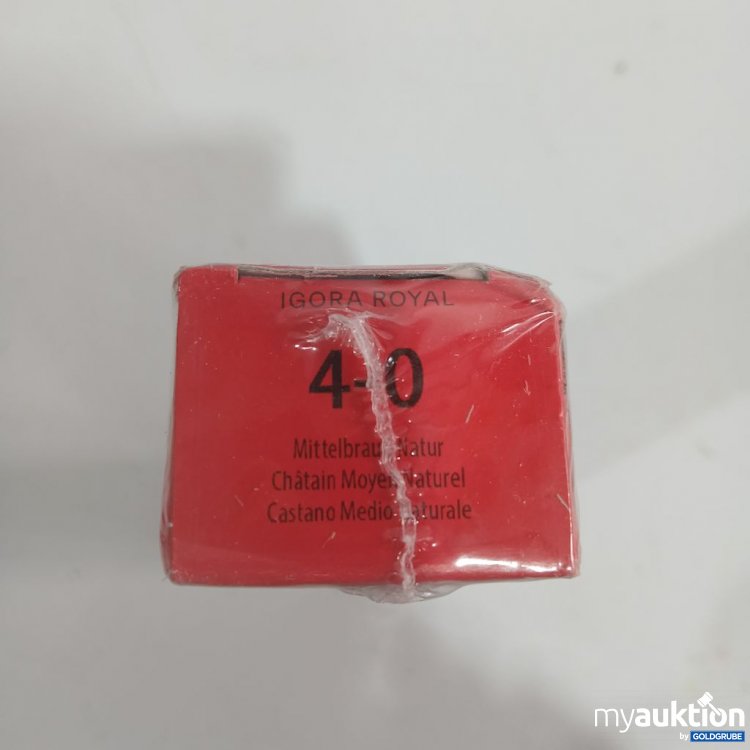 IGORA ROYAL
4-0
Mittelbraun Natur
Châtain Moyen Naturel
Castano Medio Naturale
myauktion
by GOLDGRUBE